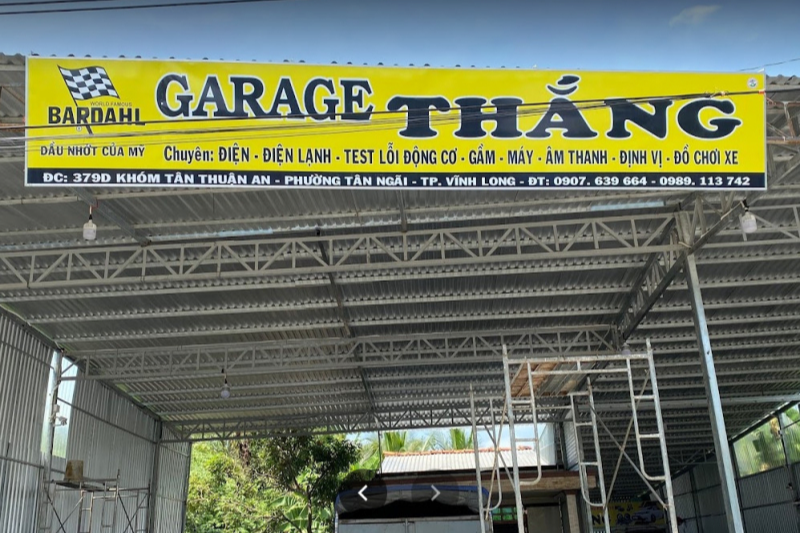 WORLD FAMOUS
BARDAHL
DẦU NHỚT CỦA MỸ
GARAGE THẮNG
Chuyên: ĐIỆN - ĐIỆN LẠNH - TEST LỖI ĐỘNG CƠ - GẦM - MÁY - ÂM THANH - ĐỊNH VỊ - ĐỒ CHƠI XE
ĐC: 379D KHÓM TÂN THUẬN AN - PHƯỜNG TÂN NGÃI - TP. VĨNH LONG - ĐT: 0907. 639 664 - 0989. 113 742